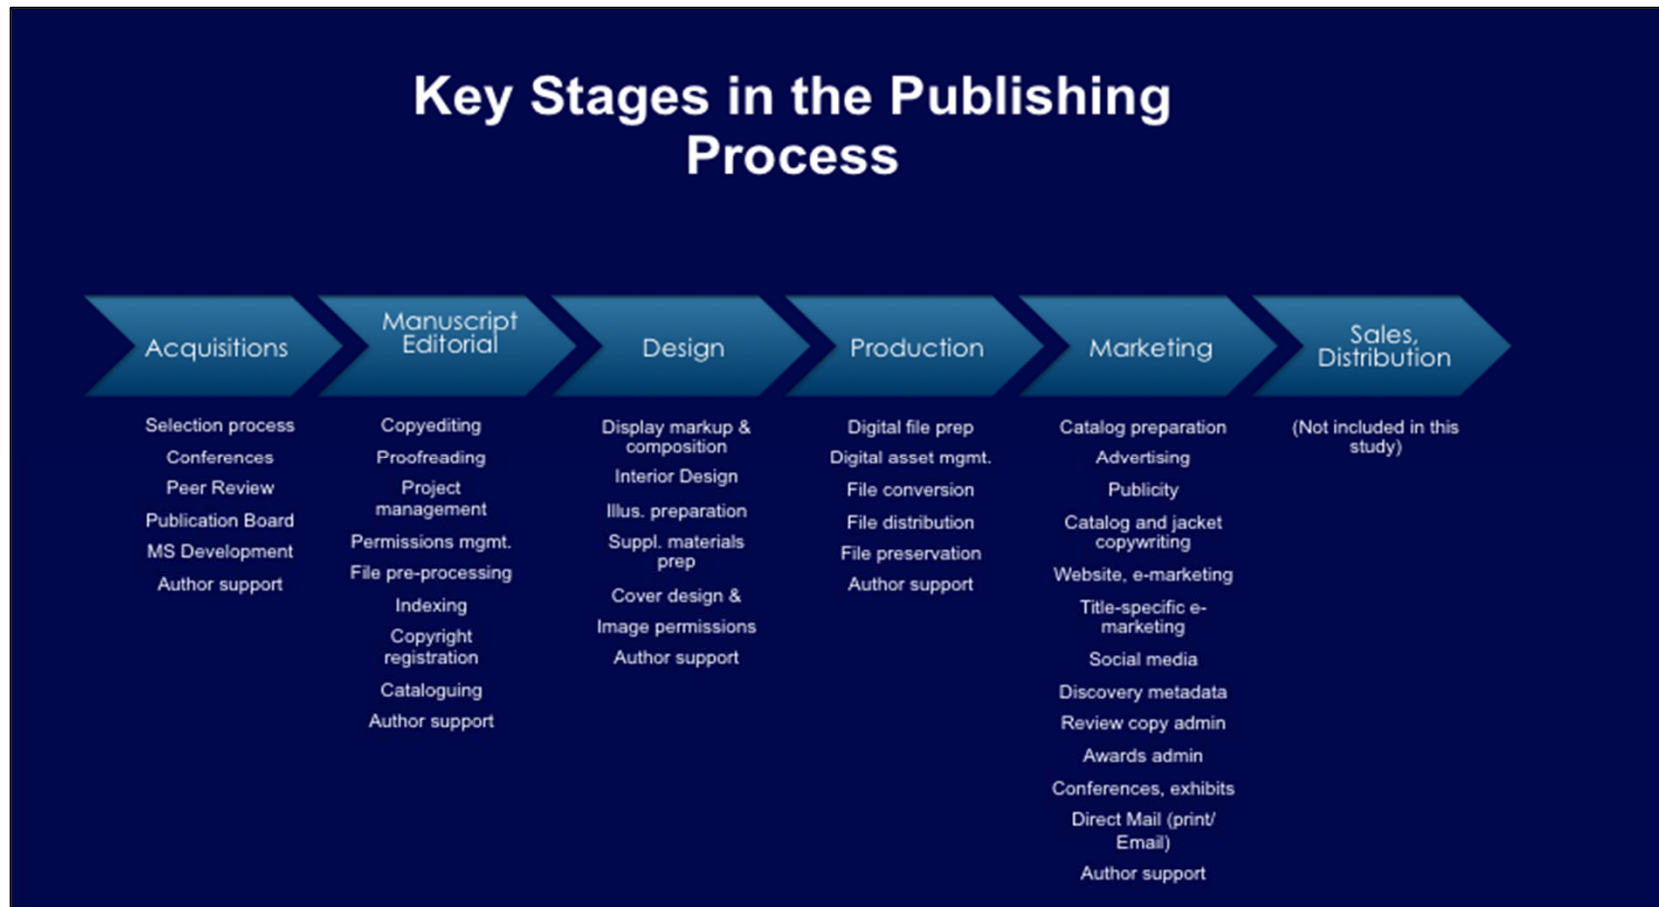 Key Stages in the Publishing
Process
Acquisitions
Selection process
Conferences
Peer Review
Publication Board
MS Development
Author support
Manuscript
Editorial
Copyediting
Proofreading
Project
management
Permissions mgmt.
File pre-processing
Indexing
Copyright
registration
Cataloguing
Author support
Design
Display markup &
composition
Interior Design
Illus. preparation
Suppl. materials
prep
Cover design &
Image permissions
Author support
Production
Digital file prep
Digital asset mgmt.
File conversion
File distribution
File preservation
Author support
Marketing
Catalog preparation
Advertising
Publicity
Catalog and jacket
copywriting
Website, e-marketing
Title-specific e-
marketing
Social media
Discovery metadata
Review copy admin
Awards admin
Conferences, exhibits
Direct Mail (print/
Email)
Author support
Sales,
Distribution
(Not included in this
study)